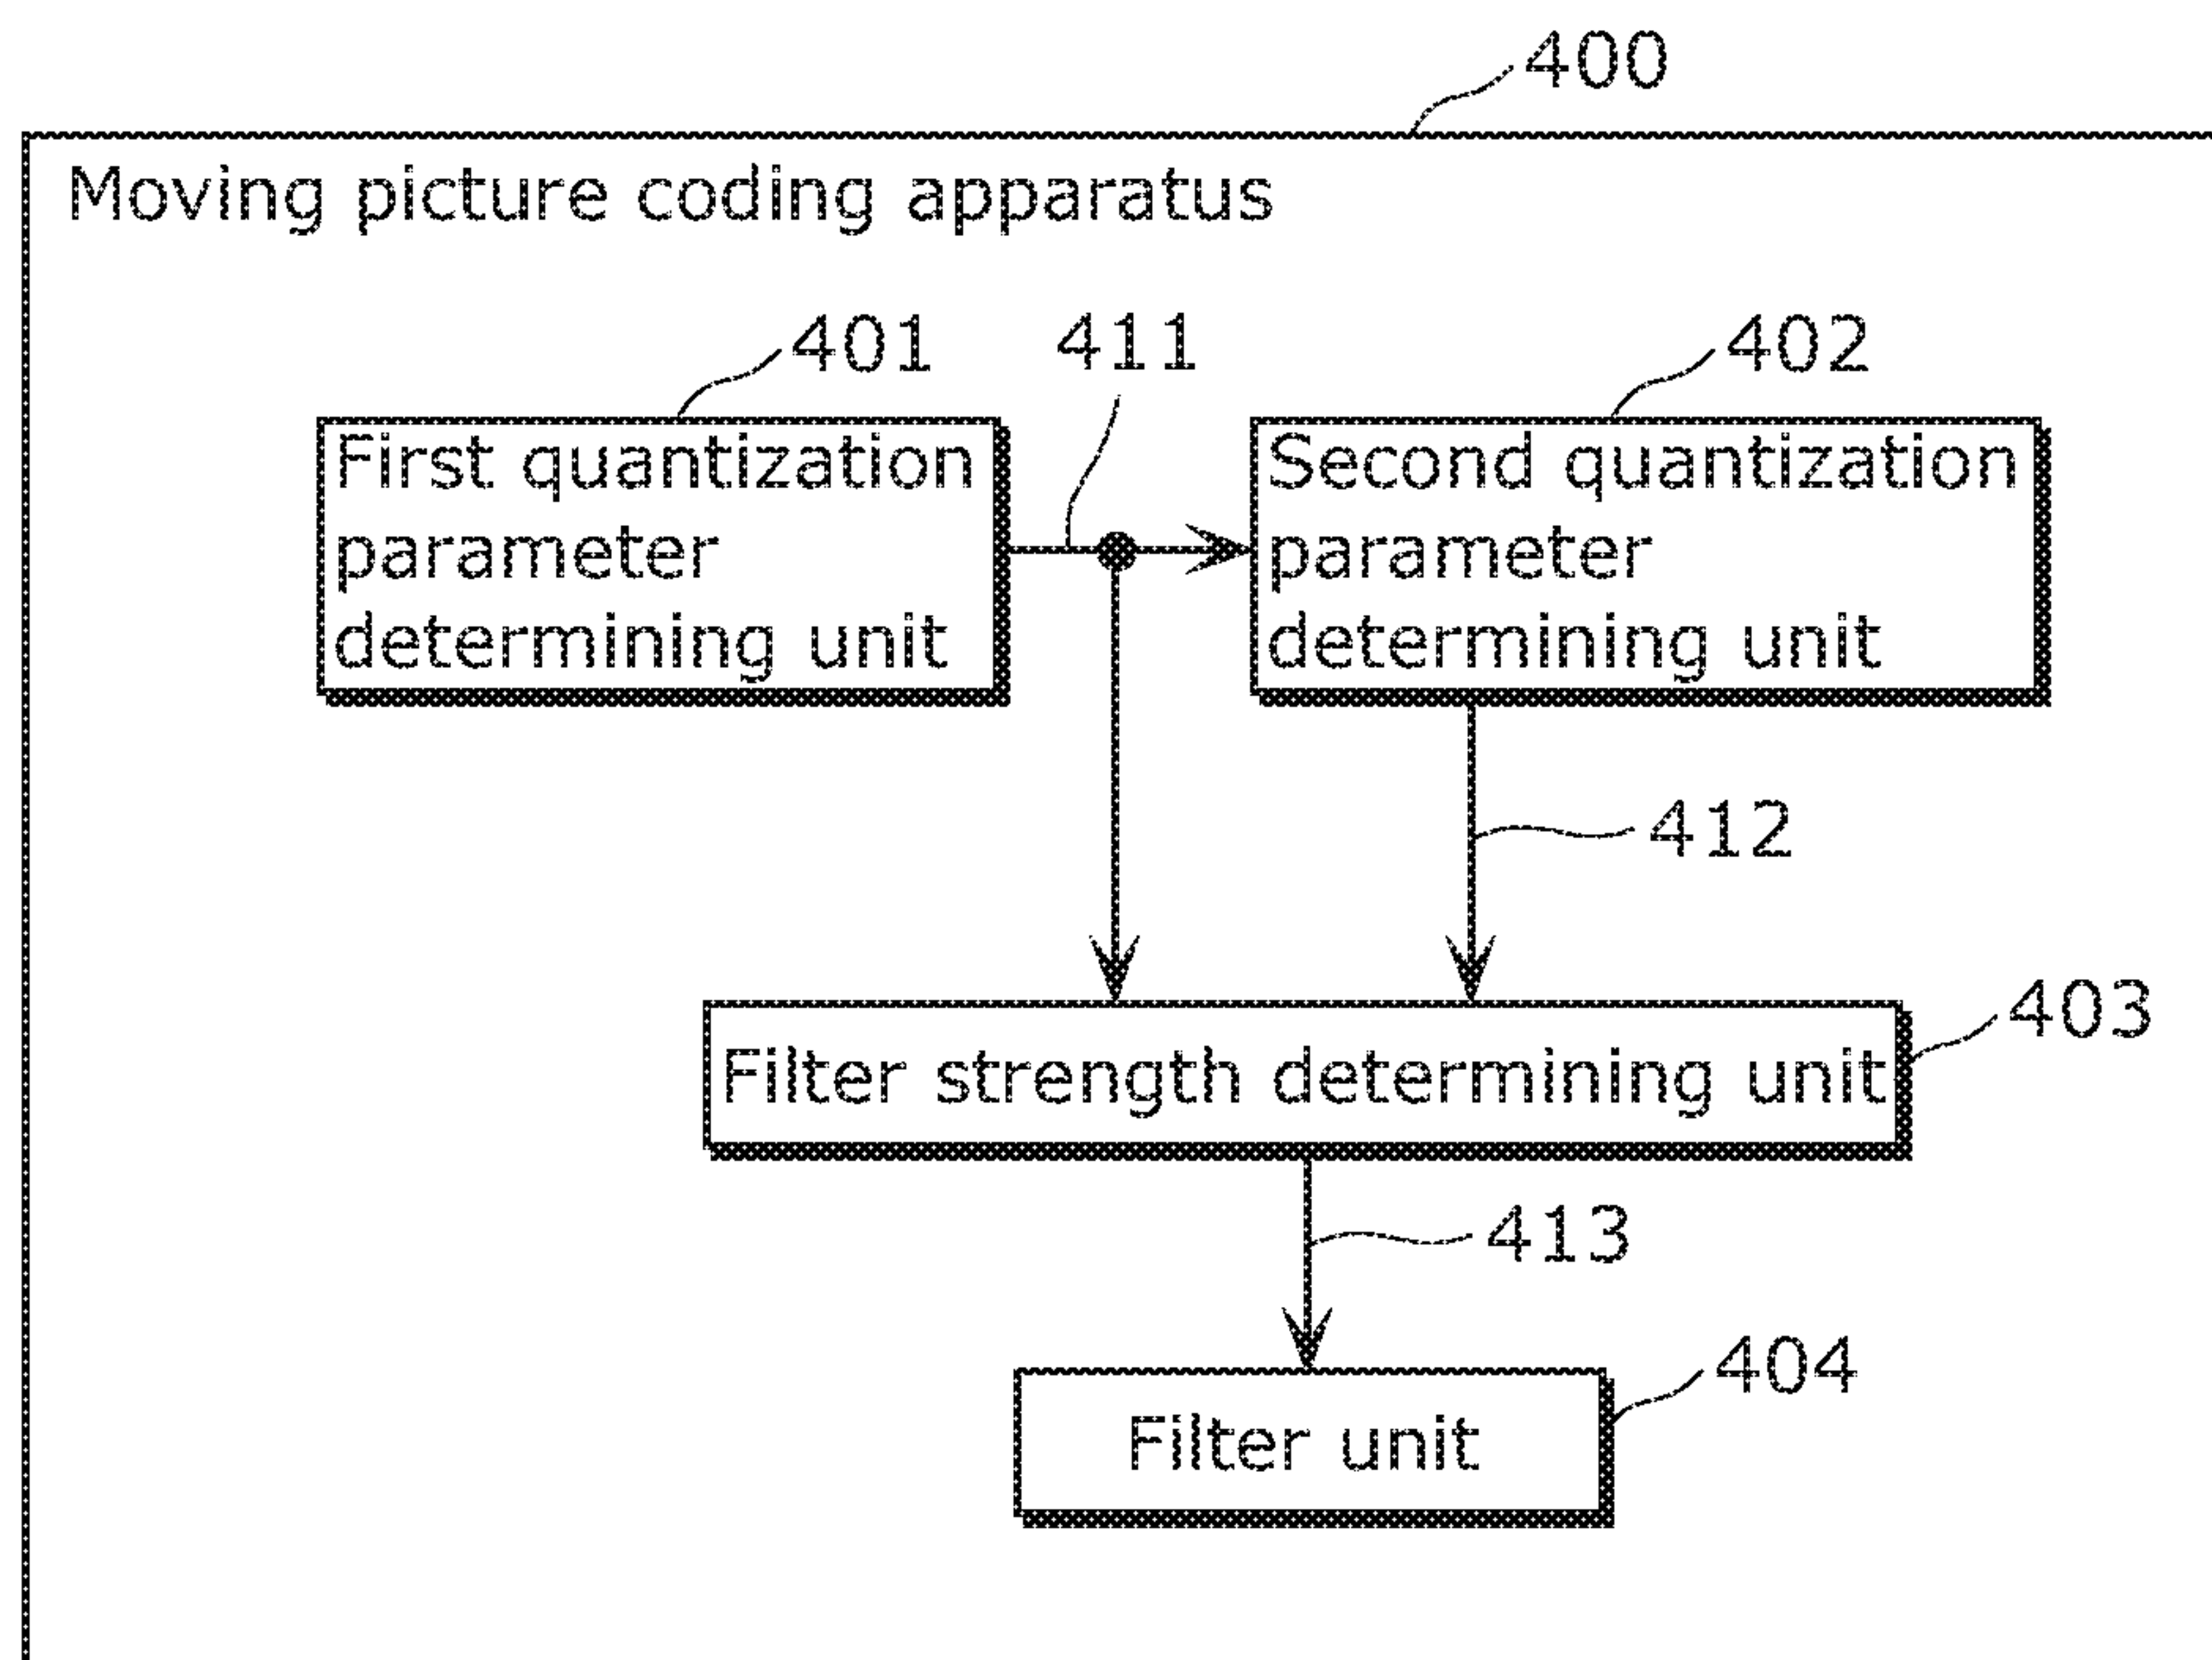 400
Moving picture coding apparatus
401
411
402
First quantization
parameter
determining unit
Second quantization
parameter
determining unit
412
403
Filter strength determining unit
413
404
Filter unit